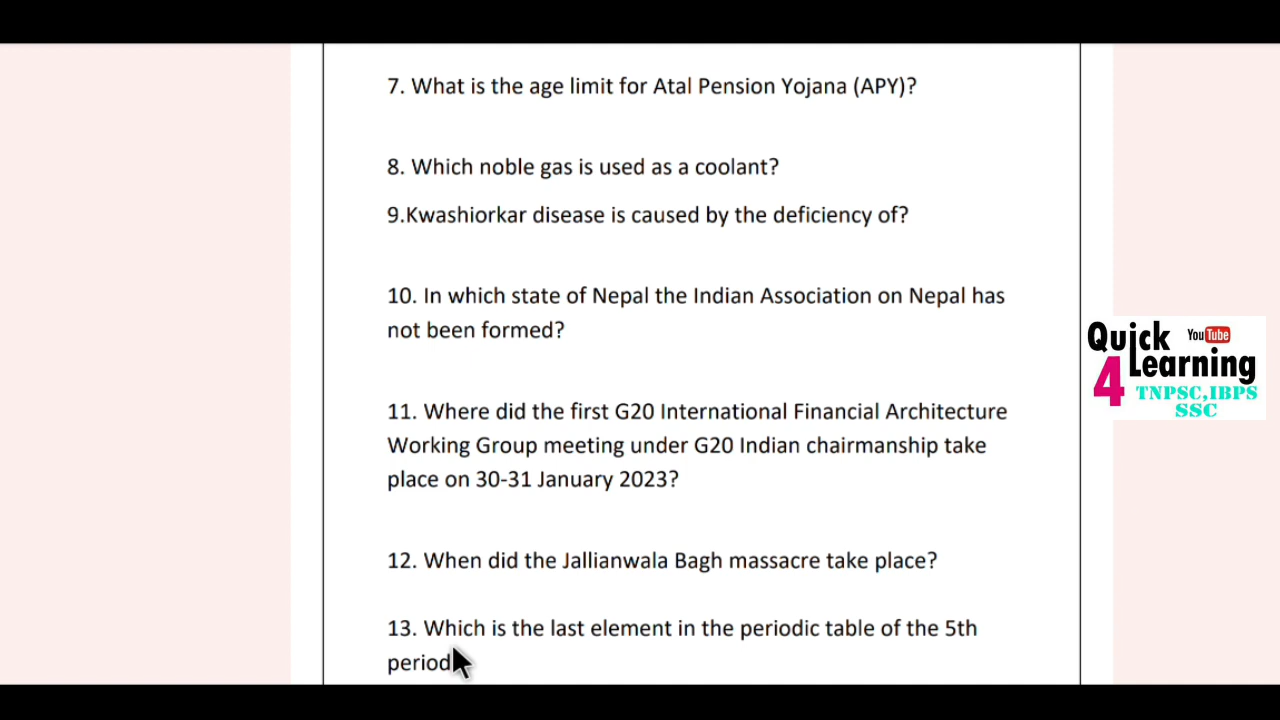 7. What is the age limit for Atal Pension Yojana (APY)?
8. Which noble gas is used as a coolant?
9.Kwashiorkar disease is caused by the deficiency of?
10. In which state of Nepal the Indian Association on Nepal has
not been formed?
11. Where did the first G20 International Financial Architecture
Working Group meeting under G20 Indian chairmanship take
place on 30-31 January 2023?
12. When did the Jallianwala Bagh massacre take place?
13. Which is the last element in the periodic table of the 5th
period
Quick YouTube
4 Learning
TNPSC,IBPS
SSC